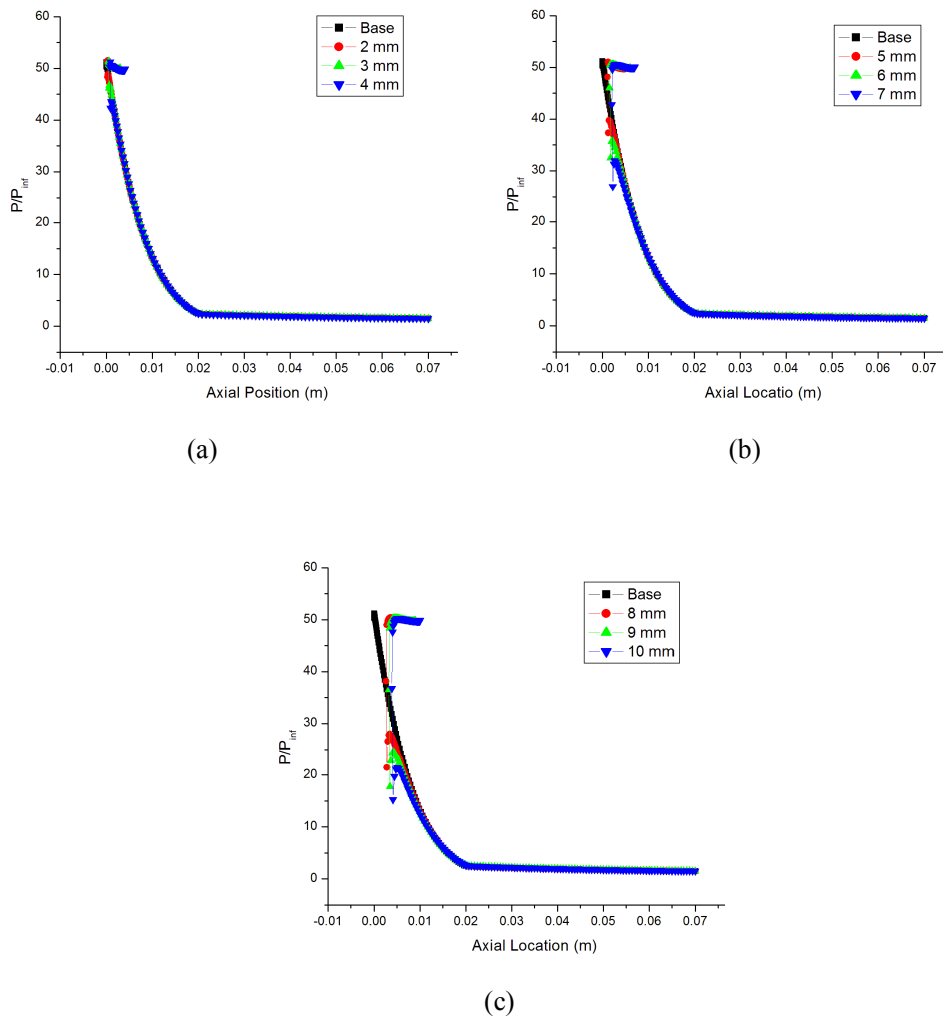 60
50
40
30
20
10
0
P/P_inf
Base
2 mm
3 mm
4 mm
-0.01 0.00 0.01 0.02 0.03 0.04 0.05 0.06 0.07
Axial Position (m)
(a)
60
50
40
30
20
10
0
P/P_inf
Base
5 mm
6 mm
7 mm
-0.01 0.00 0.01 0.02 0.03 0.04 0.05 0.06 0.07
Axial Locatio (m)
(b)
60
50
40
30
20
10
0
P/P_inf
Base
8 mm
9 mm
10 mm
-0.01 0.00 0.01 0.02 0.03 0.04 0.05 0.06 0.07
Axial Location (m)
(c)